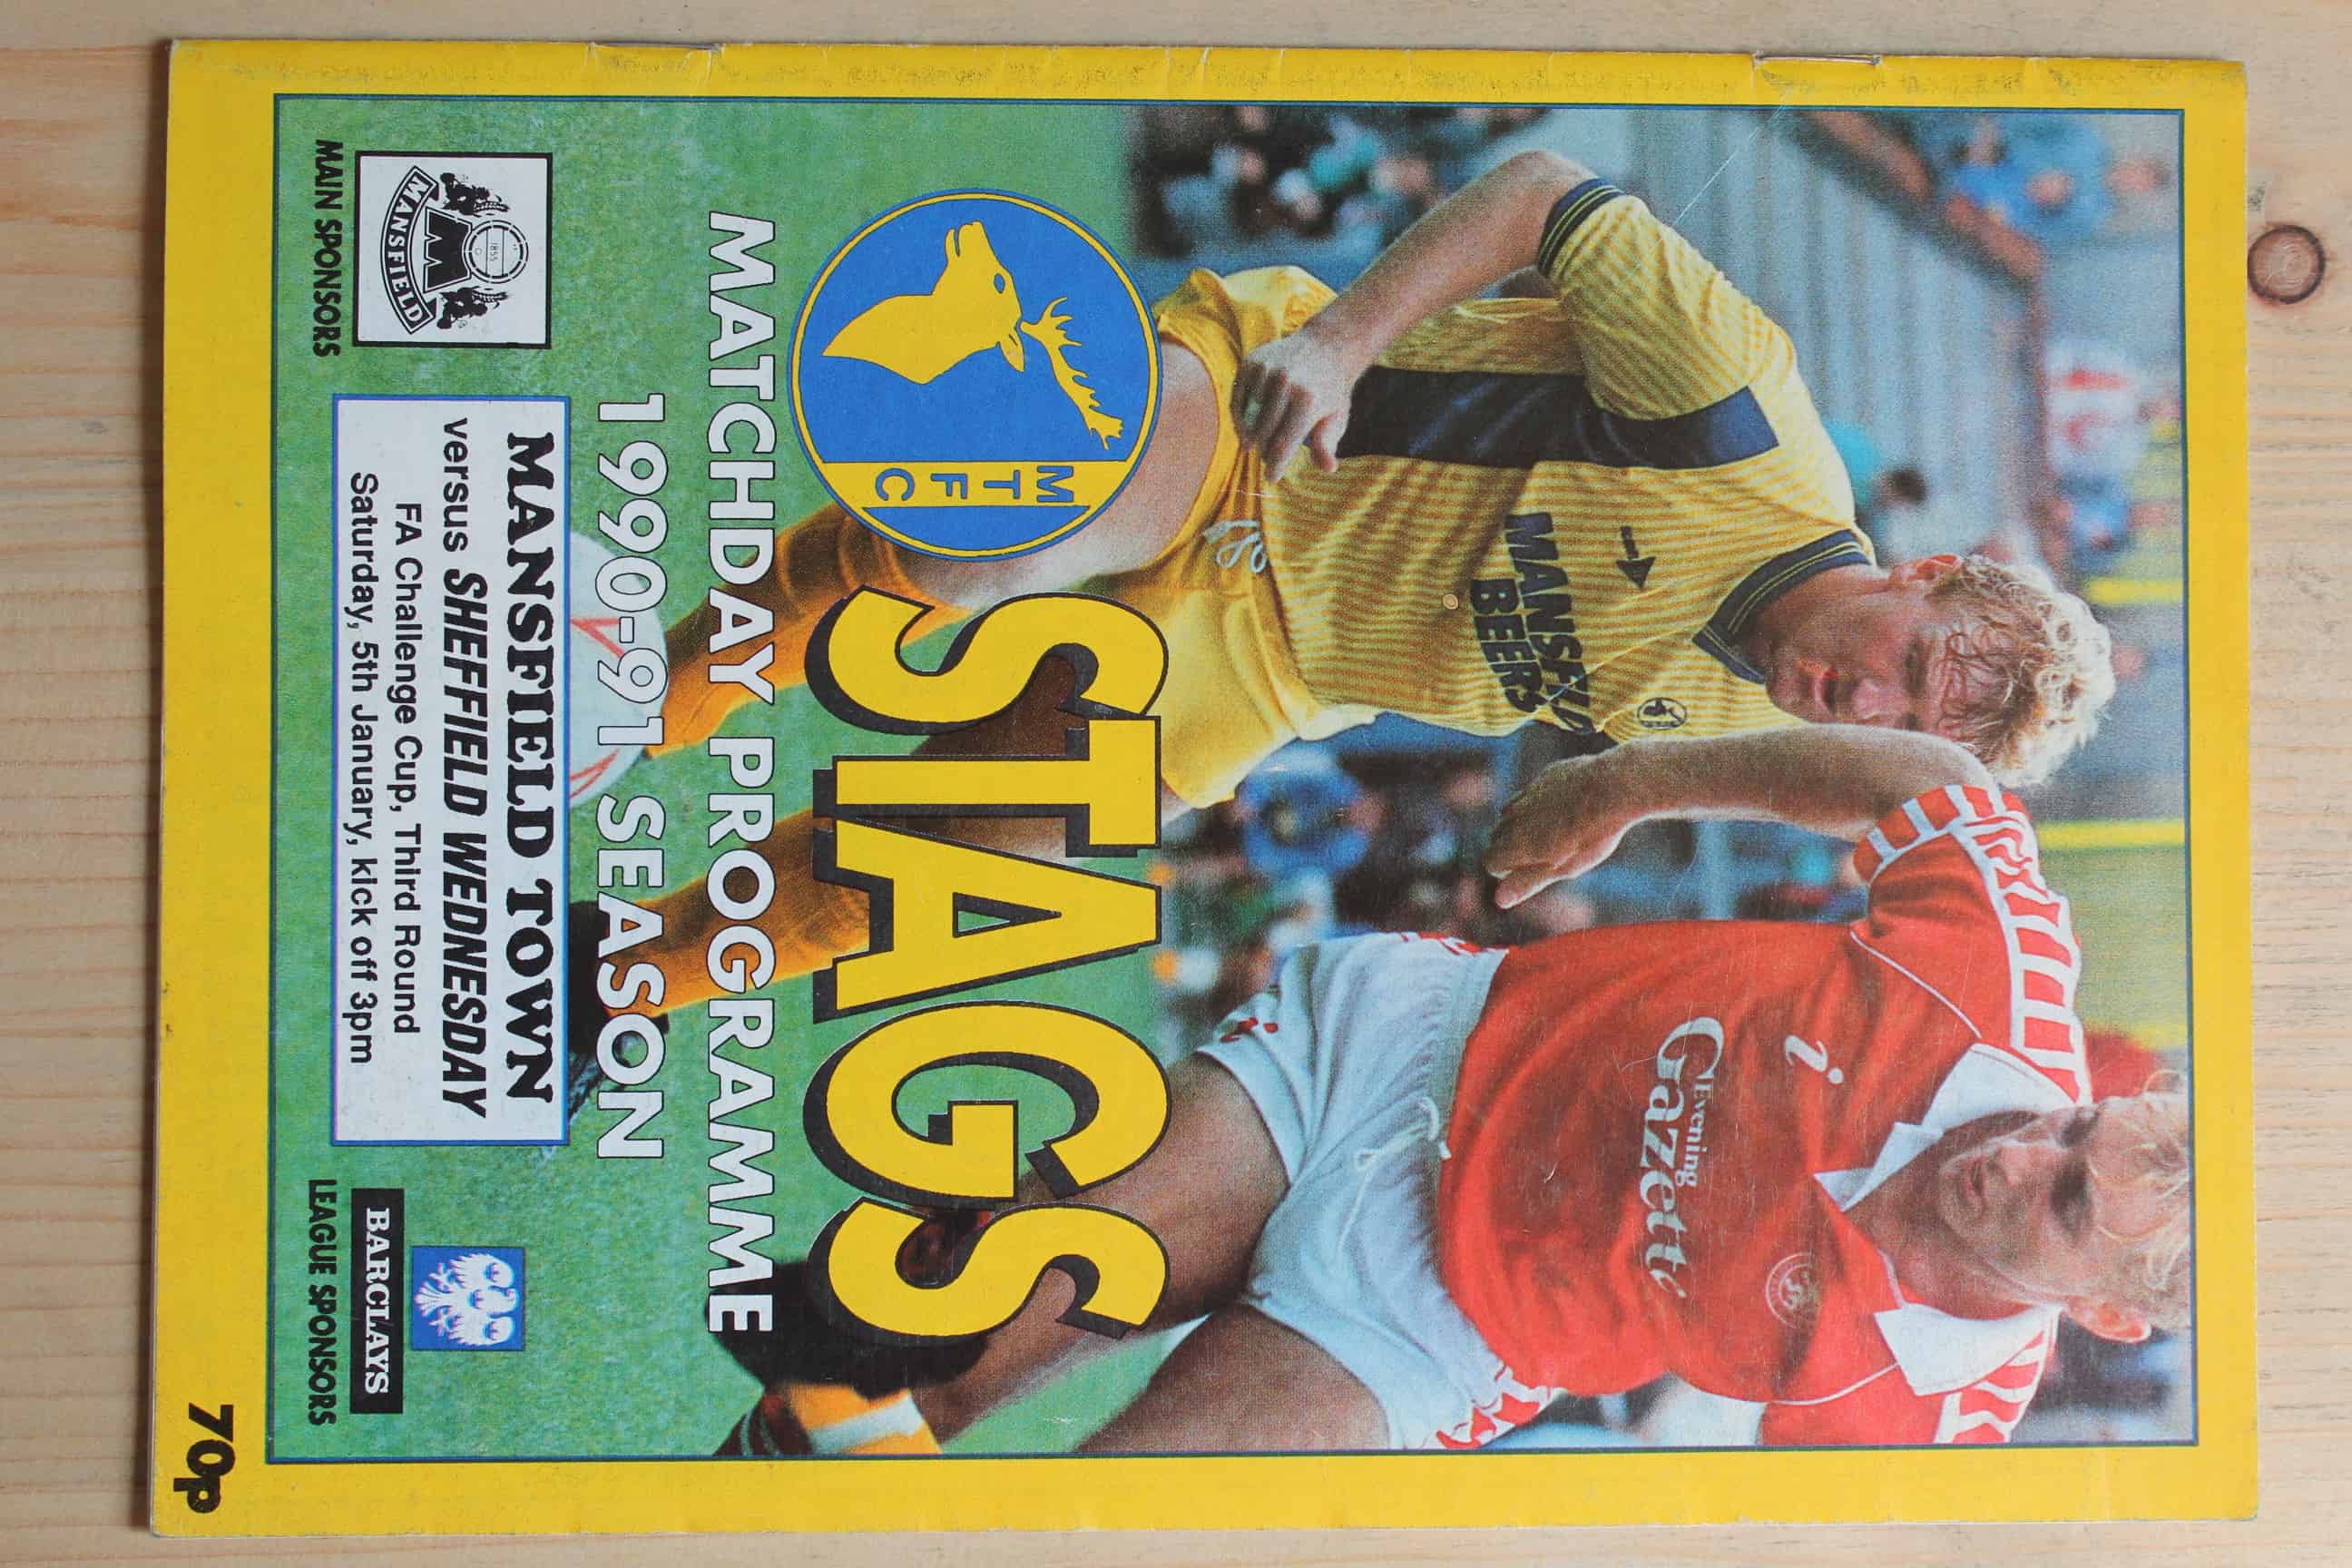 MANSFIELD
BEERS
i
Evening
Gazette
M
T
F
C
STAGS
MATCHDAY PROGRAMME
1990-91 SEASON
1855
MANSFIELD
MAIN SPONSORS
MANSFIELD TOWN
versus SHEFFIELD WEDNESDAY
FA Challenge Cup, Third Round
Saturday, 5th January, kick off 3pm
BARCLAYS
LEAGUE SPONSORS
70p